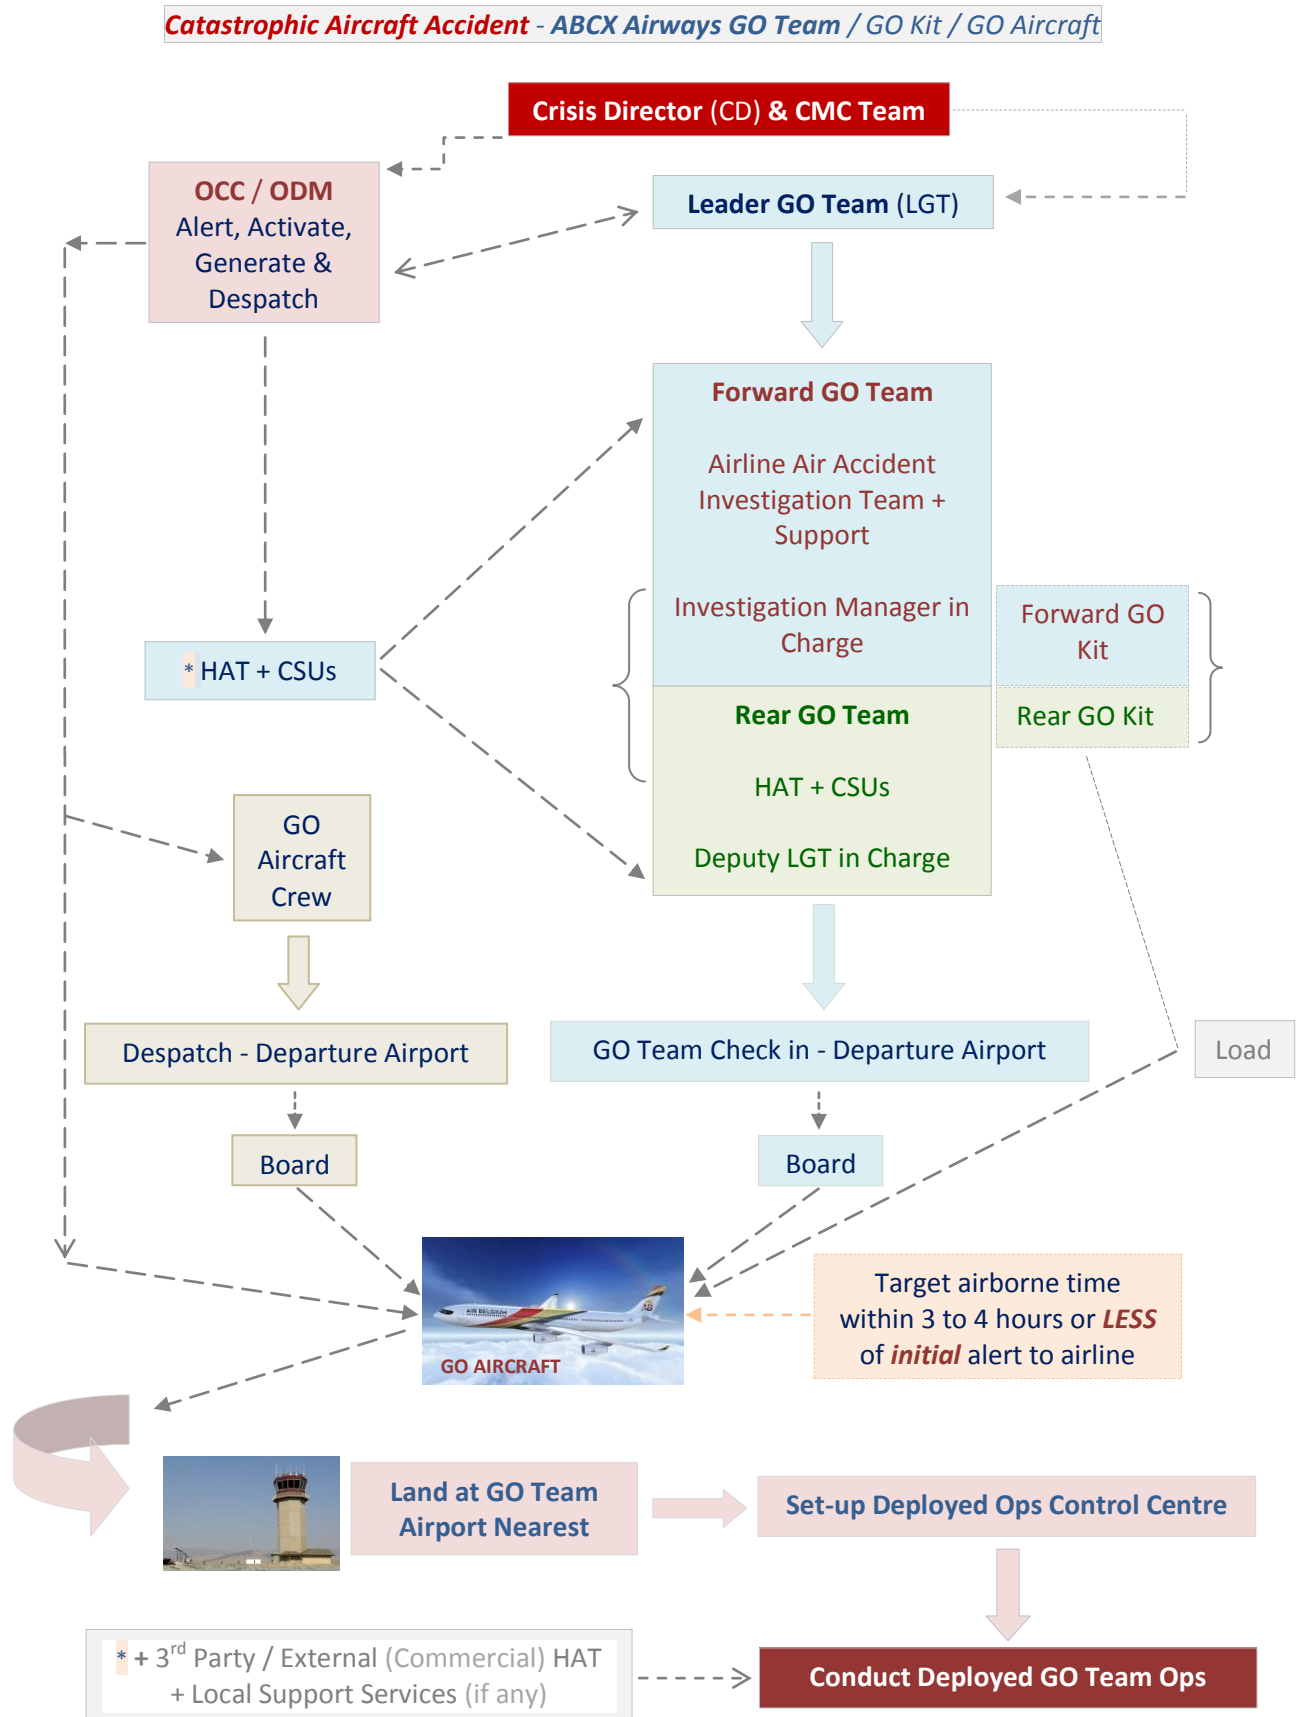 Catastrophic Aircraft Accident - ABCX Airways GO Team / GO Kit / GO Aircraft
Crisis Director (CD) & CMC Team
OCC / ODM
Alert, Activate,
Generate &
Despatch
Leader GO Team (LGT)
Forward GO Team
Airline Air Accident
Investigation Team +
Support
Investigation Manager in
Charge
Forward GO
Kit
* HAT + CSUs
Rear GO Team
HAT + CSUs
Deputy LGT in Charge
Rear GO Kit
GO
Aircraft
Crew
Despatch - Departure Airport
GO Team Check in - Departure Airport
Load
Board
Board
AIR BELGIUM
GO AIRCRAFT
Target airborne time
within 3 to 4 hours or LESS
of initial alert to airline
Land at GO Team
Airport Nearest
Set-up Deployed Ops Control Centre
* + 3rd Party / External (Commercial) HAT
+ Local Support Services (if any)
Conduct Deployed GO Team Ops